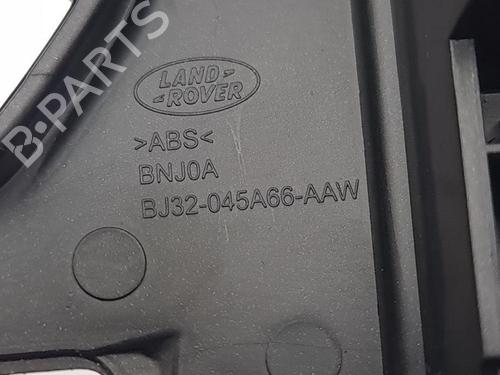 B-PARTS
LAND
ROVER
>ABS<
BNJ0A
BJ32-045A66-AAW